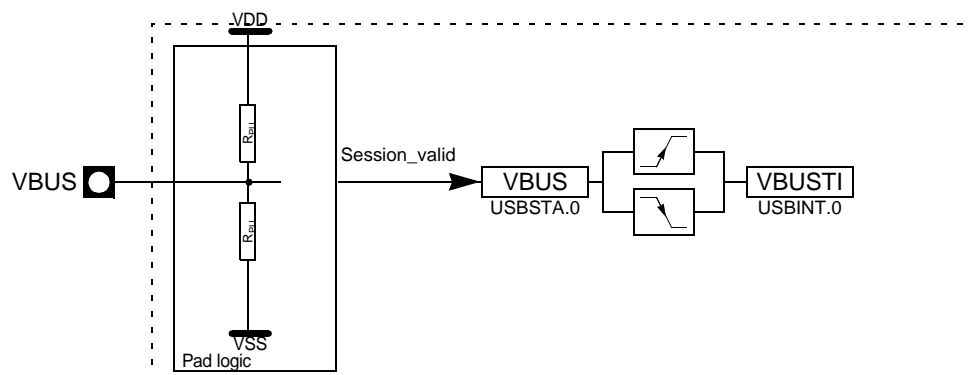 VDD
R_PU
Session_valid
VBUS
VBUS
VBUSTI
USBSTA.0
USBINT.0
R_PU
VSS
Pad logic